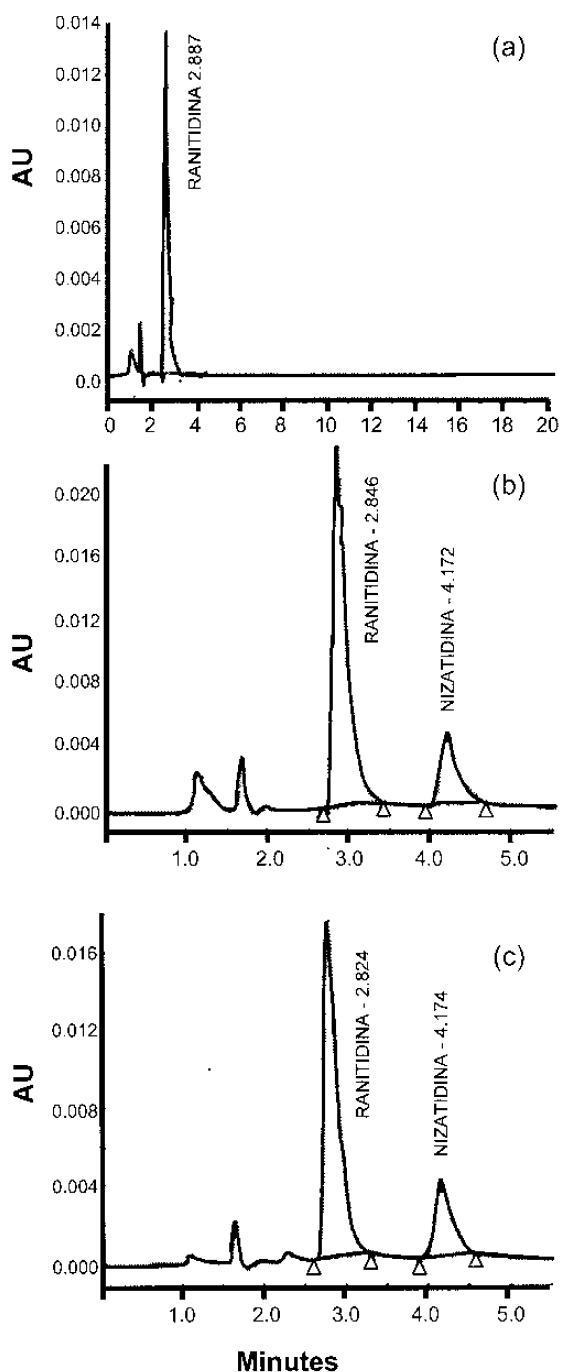 0.014
(a)
0.012
RANITIDINA 2.887
0.010
0.008
AU
0.006
0.004
0.002
0.0
0 2 4 6 8 10 12 14 16 18 20
(b)
0.020
RANITIDINA - 2.846
0.016
NIZATIDINA - 4.172
0.012
AU
0.008
0.004
0.000
1.0 2.0 3.0 4.0 5.0
(c)
0.016
RANITIDINA - 2.824
NIZATIDINA - 4.174
0.012
AU
0.008
0.004
0.000
1.0 2.0 3.0 4.0 5.0
Minutes